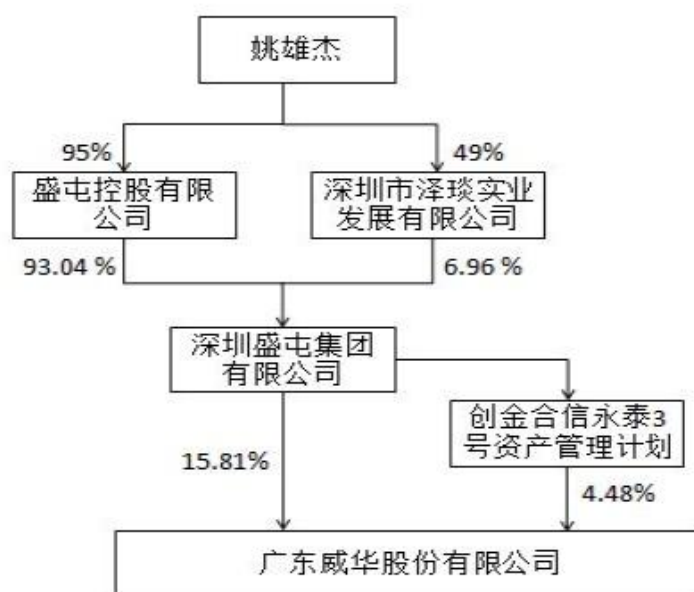 姚雄杰
95%
49%
盛屯控股有限
公司
深圳市泽琰实业
发展有限公司
93.04 %
6.96 %
深圳盛屯集团
有限公司
创金合信永泰3
号资产管理计划
15.81%
4.48%
广东威华股份有限公司